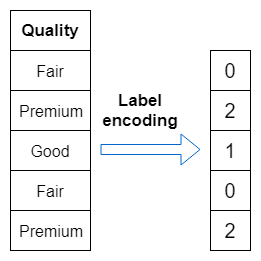 Quality
Fair
Premium
Good
Fair
Premium
Label
encoding
0
2
1
0
2